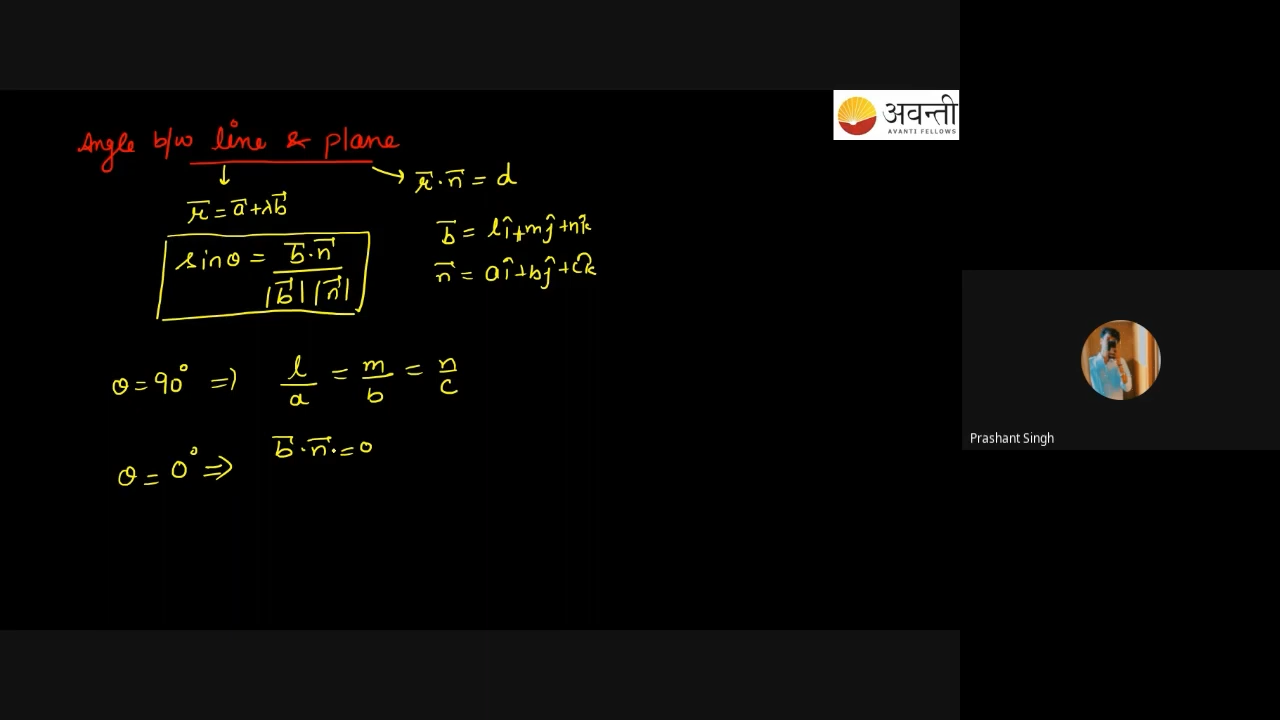 अवन्ती
AVANTI FELLOWS
Angle b/w line & plane
r⃗ = a⃗ + λb⃗
r⃗ · n⃗ = d
sinθ = b⃗ · n⃗ / |b⃗| |n⃗|
b⃗ = lî + mĵ + nk̂
n⃗ = aî + bĵ + ck̂
θ = 90° ⇒ l/a = m/b = n/c
θ = 0° ⇒ b⃗ · n⃗ · = 0
Prashant Singh